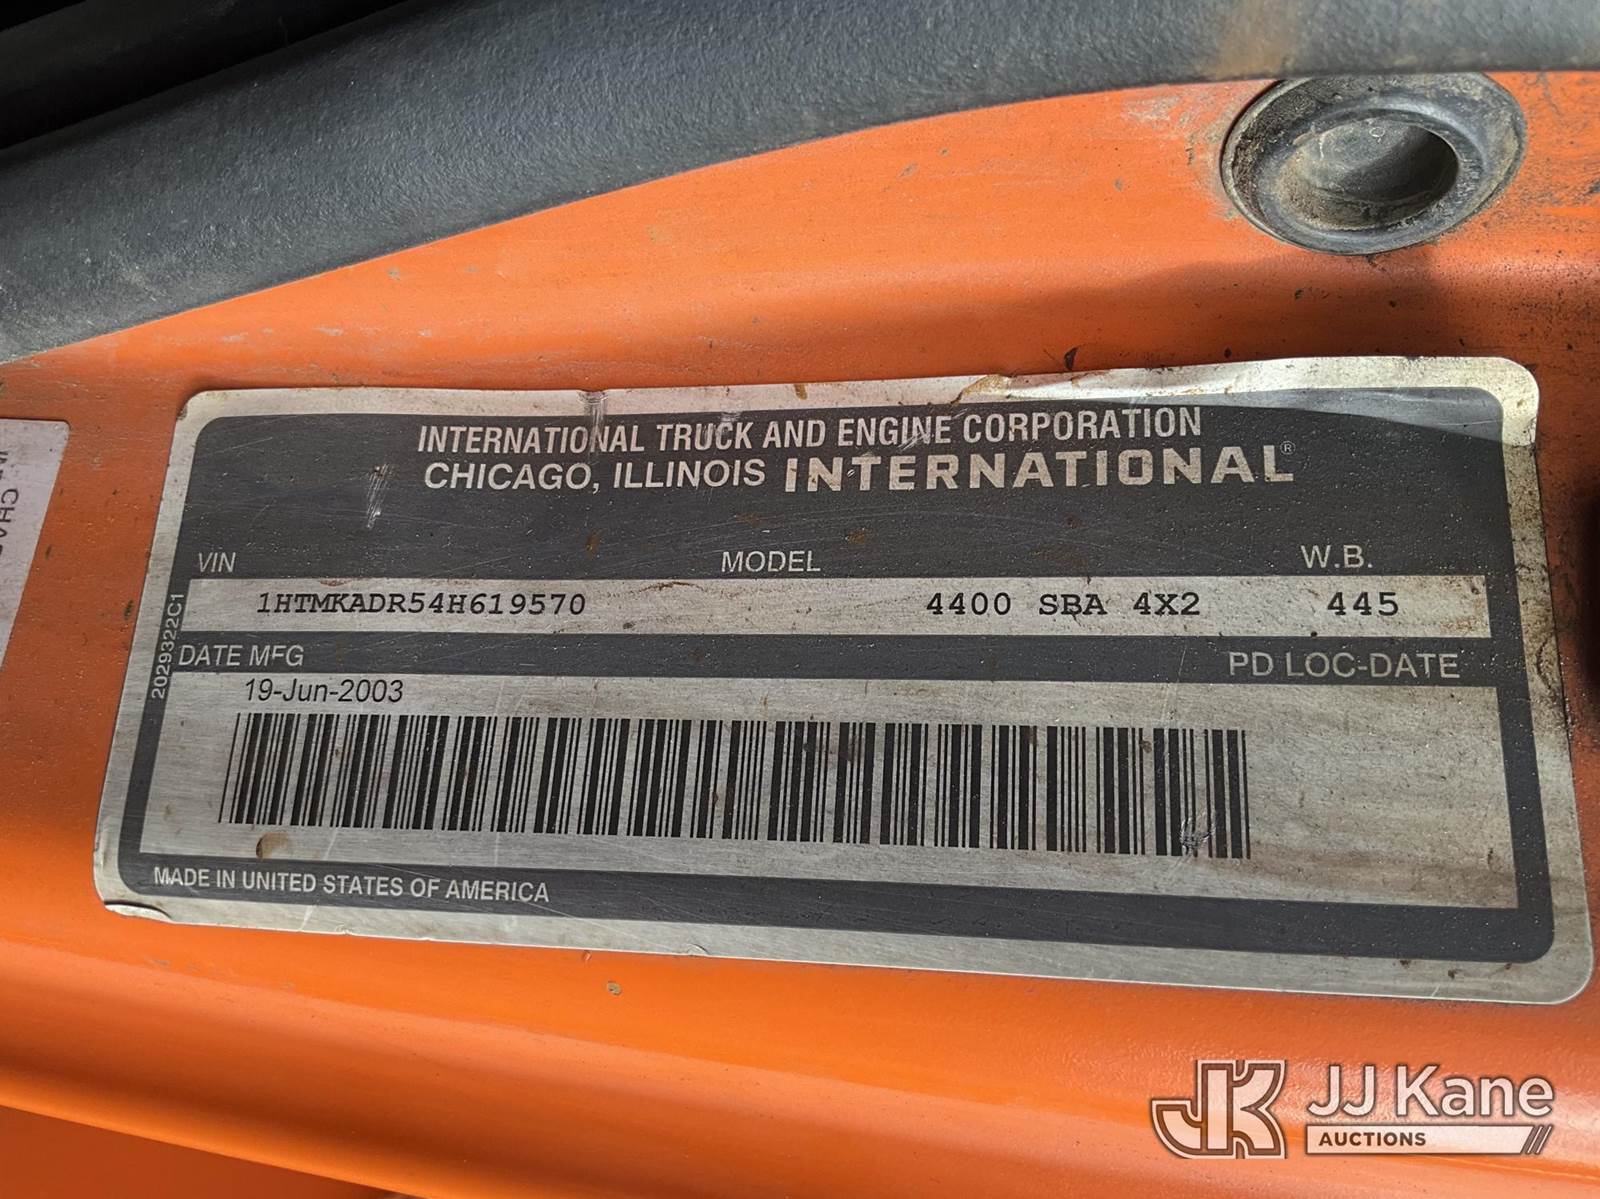 INTERNATIONAL TRUCK AND ENGINE CORPORATION
CHICAGO, ILLINOIS INTERNATIONAL®
VIN MODEL W.B.
1HTMKADR54H619570 4400 SBA 4X2 445
DATE MFG PD LOC-DATE
19-Jun-2003
2029322C1
MADE IN UNITED STATES OF AMERICA
JK JJ Kane
AUCTIONS